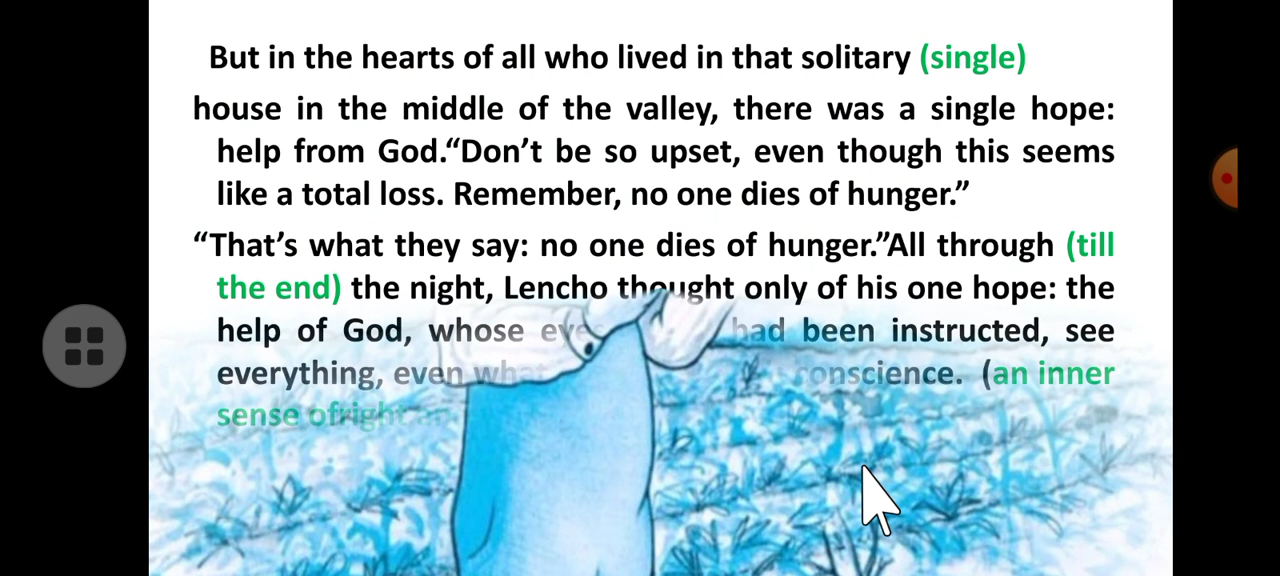 But in the hearts of all who lived in that solitary (single)
house in the middle of the valley, there was a single hope:
help from God.“Don’t be so upset, even though this seems
like a total loss. Remember, no one dies of hunger.”
“That’s what they say: no one dies of hunger.”All through (till
the end) the night, Lencho thought only of his one hope: the
help of God, whose had been instructed, see
everything, even what conscience. (an inner
sense ofright